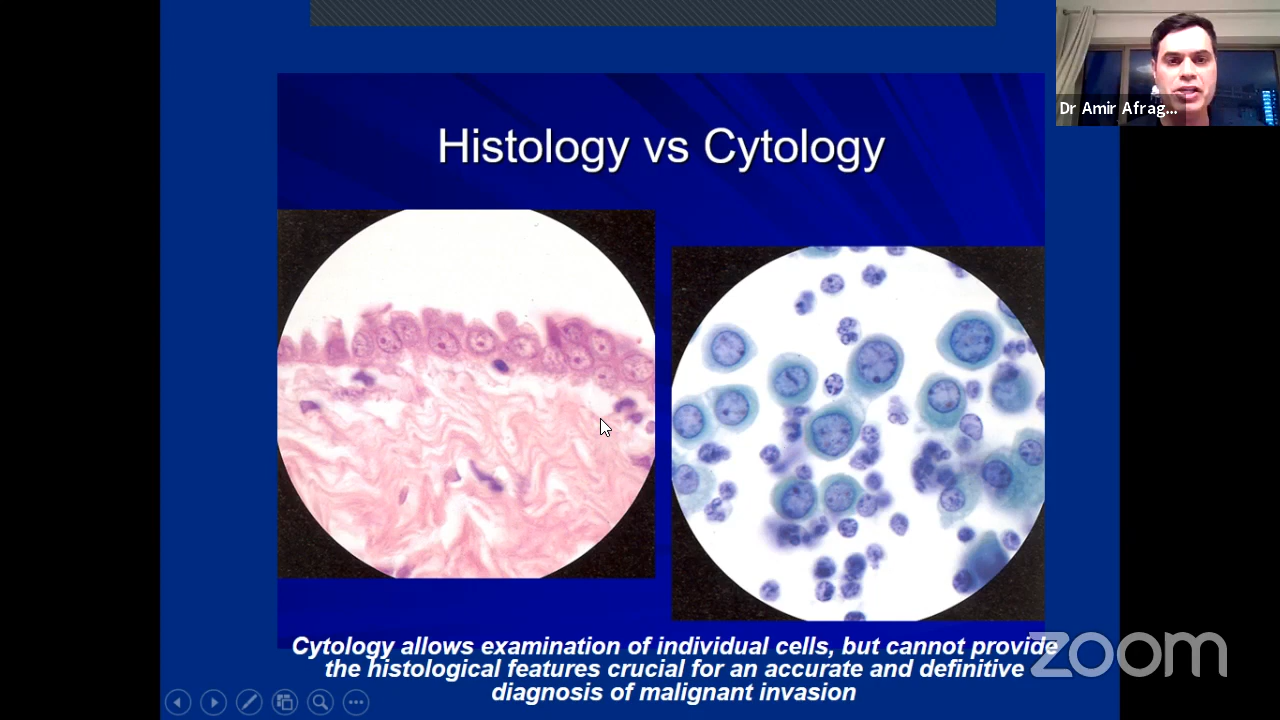 Dr Amir Afrag...
Histology vs Cytology
Cytology allows examination of individual cells, but cannot provide
the histological features crucial for an accurate and definitive
diagnosis of malignant invasion
zoom